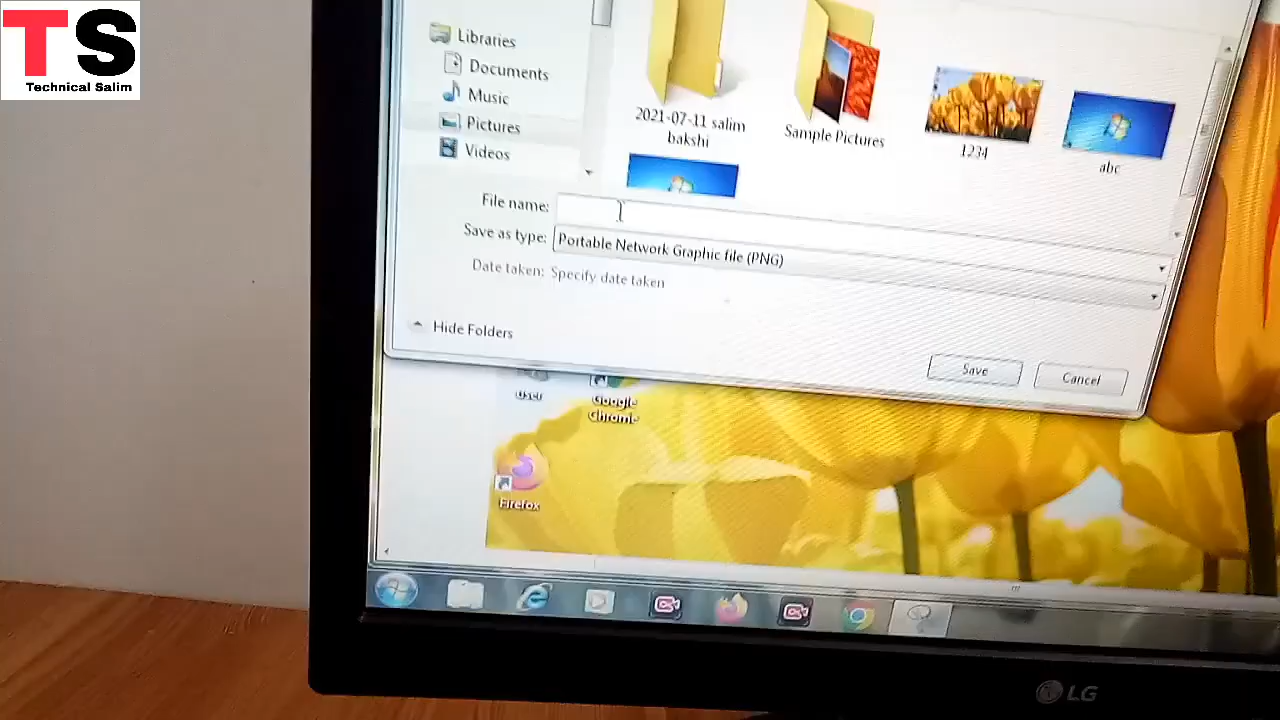 TS
Technical Salim
Libraries
Documents
Music
Pictures
Videos
2021-07-11 salim
bakshi
Sample Pictures
1234
abc
File name:
Save as type: Portable Network Graphic file (PNG)
Date taken: Specify date taken
Hide Folders
Save
Cancel
User
Google
Chrome
Firefox
LG